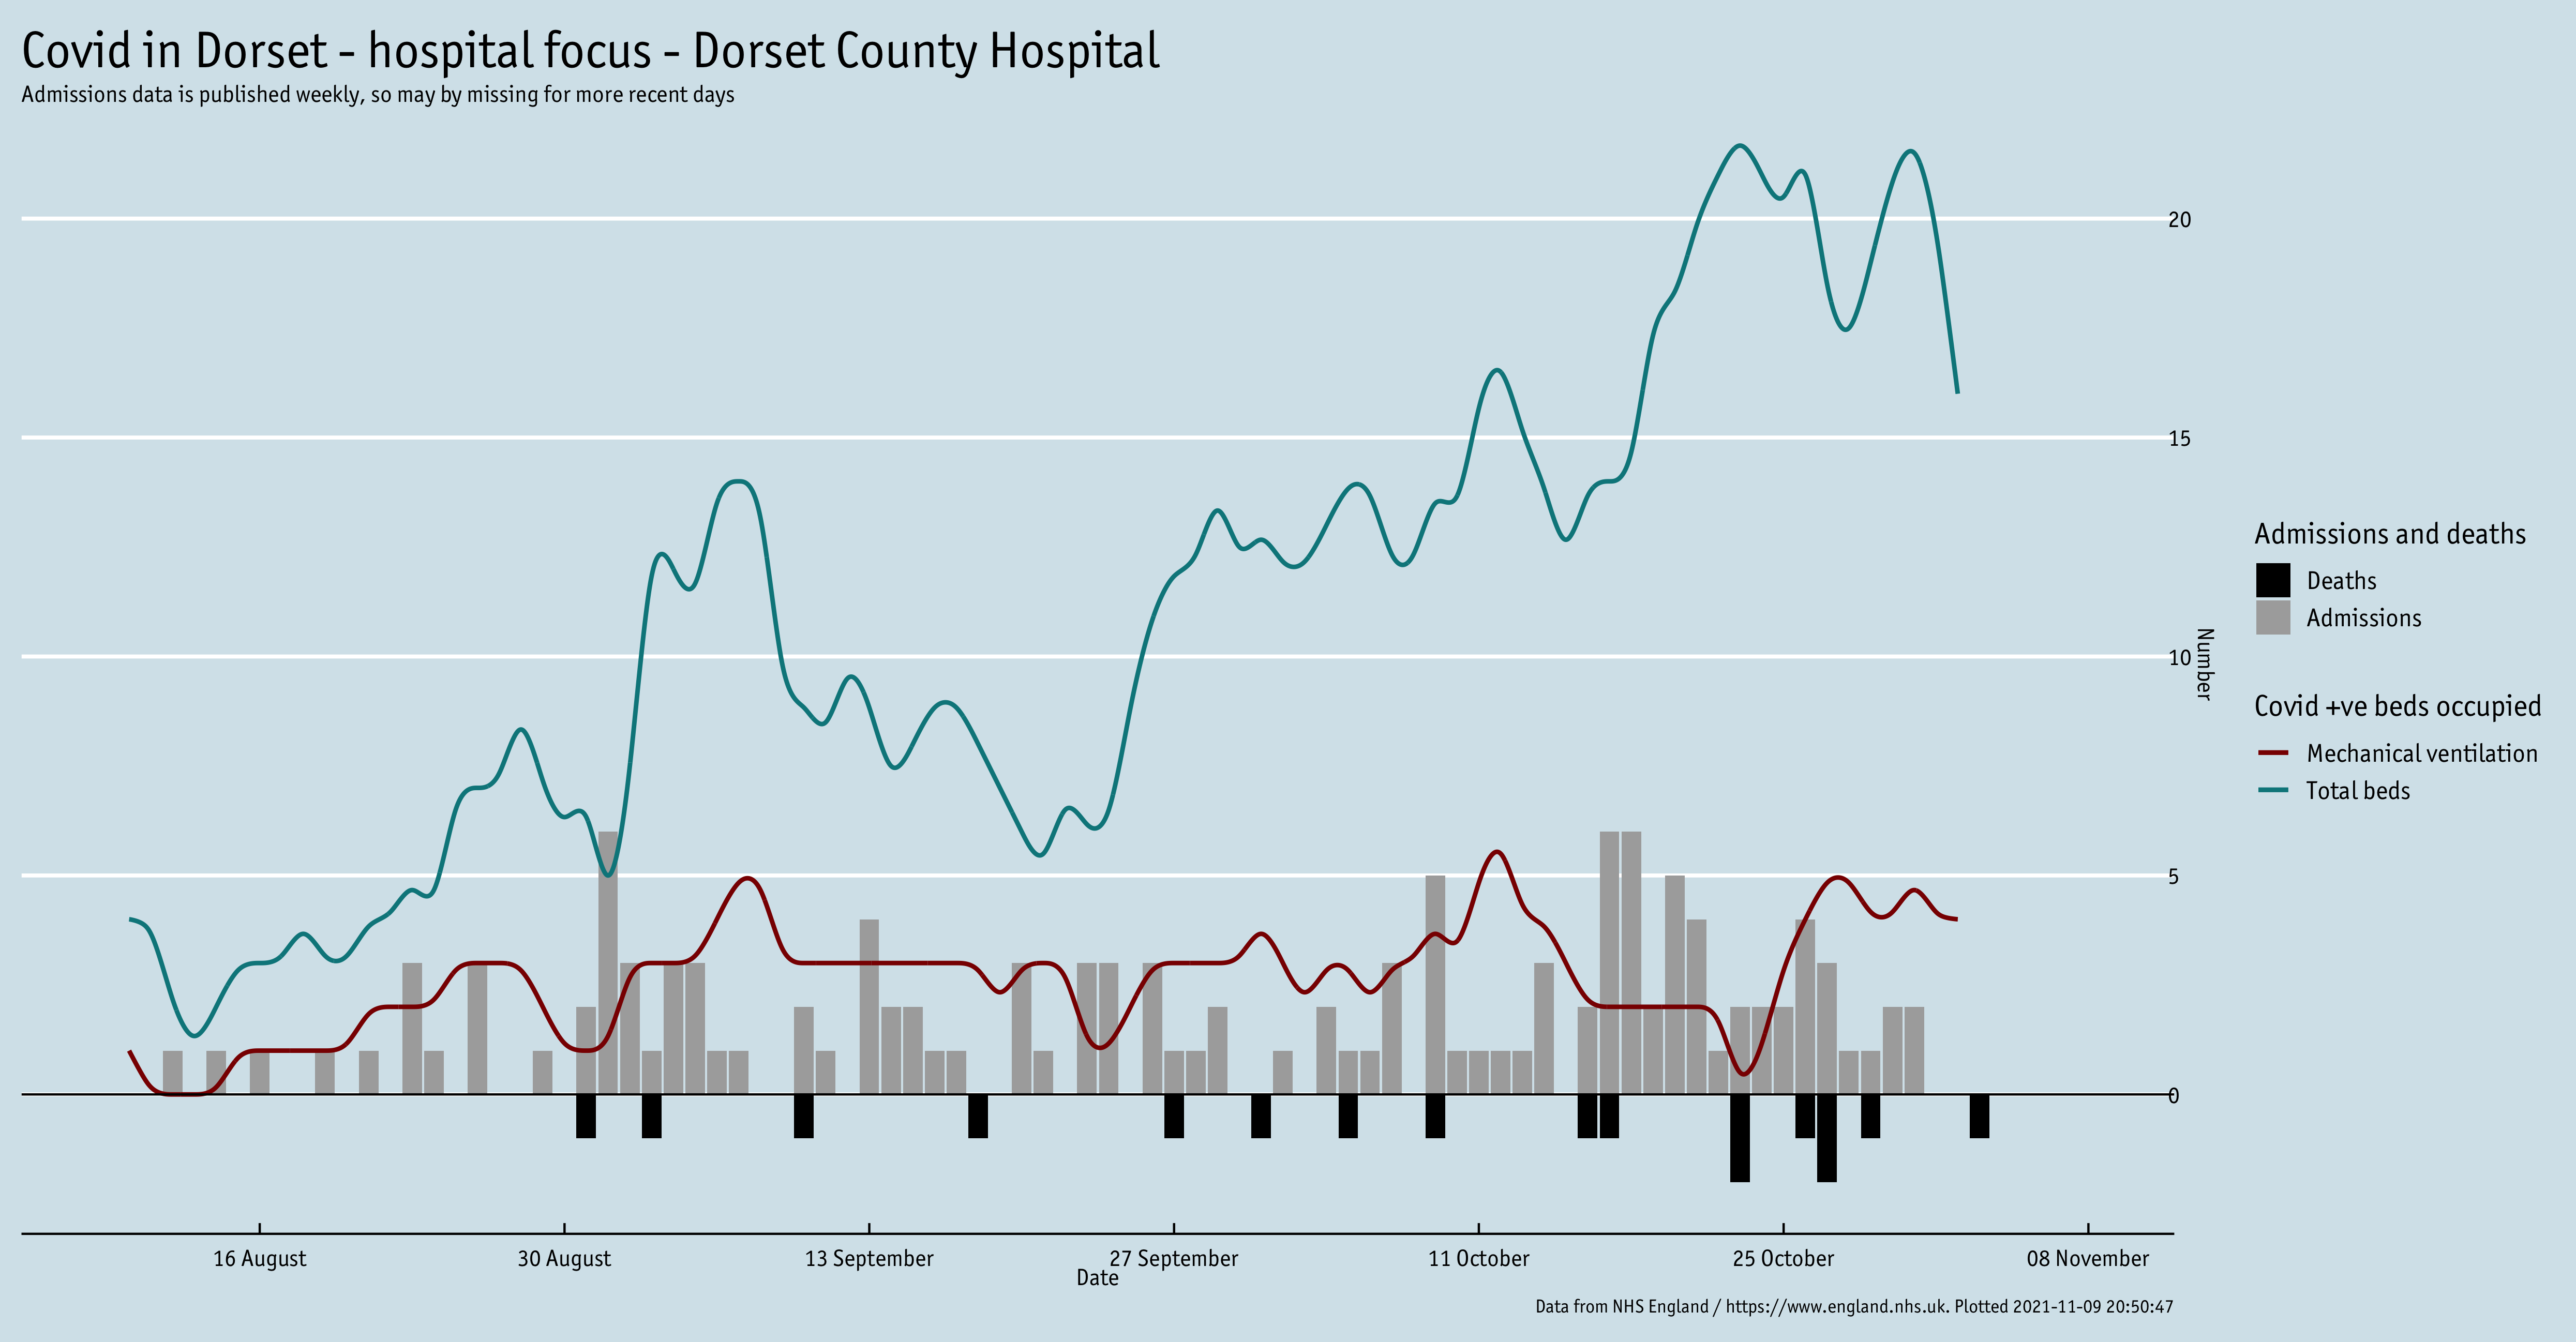 Covid in Dorset - hospital focus - Dorset County Hospital
Admissions data is published weekly, so may by missing for more recent days
20
15
10
5
0
Number
Admissions and deaths
Deaths
Admissions
Covid +ve beds occupied
Mechanical ventilation
Total beds
16 August
30 August
13 September
27 September
11 October
25 October
08 November
Date
Data from NHS England / https://www.england.nhs.uk. Plotted 2021-11-09 20:50:47